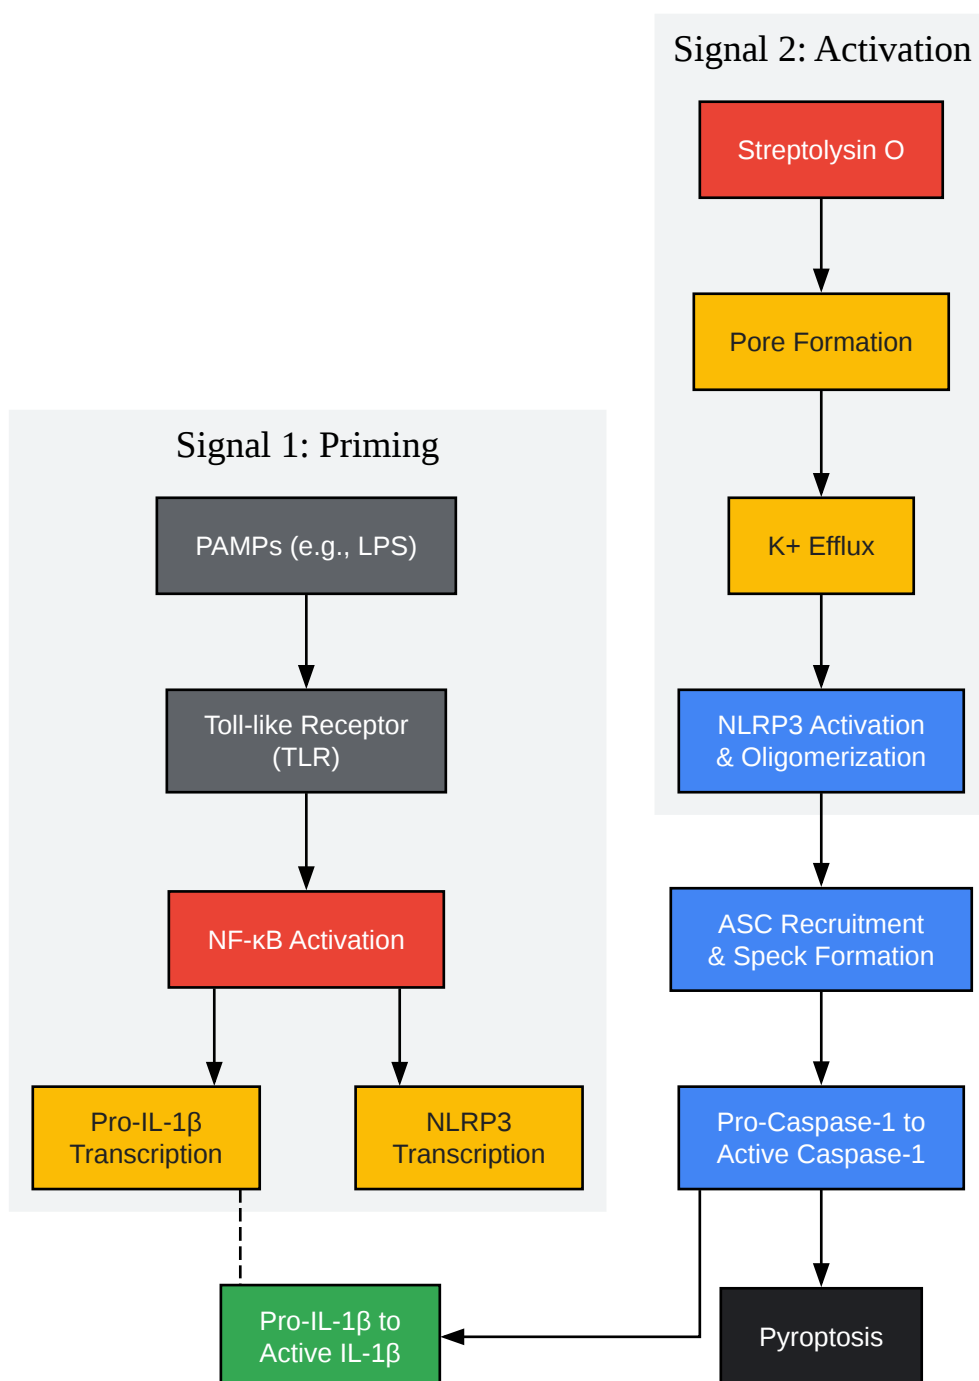 Signal 2: Activation
Streptolysin O
Pore Formation
K+ Efflux
NLRP3 Activation
& Oligomerization
ASC Recruitment
& Speck Formation
Pro-Caspase-1 to
Active Caspase-1
Pyroptosis
Signal 1: Priming
PAMPs (e.g., LPS)
Toll-like Receptor
(TLR)
NF-κB Activation
Pro-IL-1β
Transcription
NLRP3
Transcription
Pro-IL-1β to
Active IL-1β